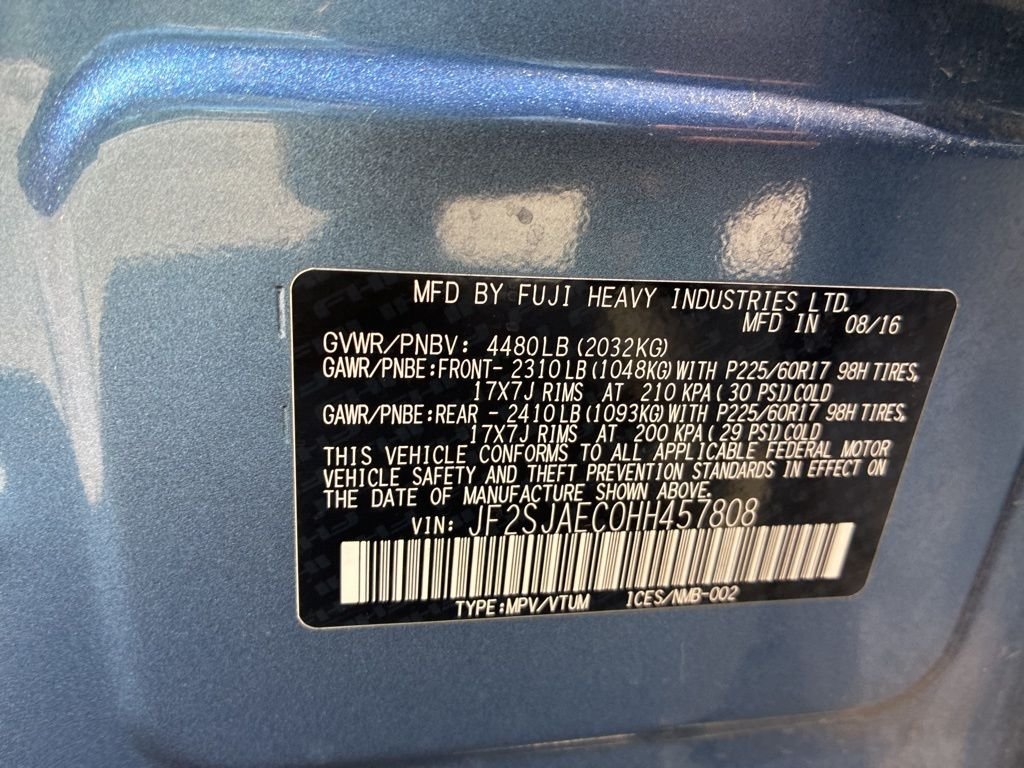 MFD BY FUJI HEAVY INDUSTRIES LTD.
MFD IN 08/16
GVWR/PNBV: 4480LB (2032KG)
GAWR/PNBE:FRONT- 2310LB (1048KG) WITH P225/60R17 98H TIRES,
17X7J RIMS AT 210 KPA (30 PSI) COLD
GAWR/PNBE:REAR - 2410LB (1093KG) WITH P225/60R17 98H TIRES,
17X7J RIMS AT 200 KPA (29 PSI) COLD
THIS VEHICLE CONFORMS TO ALL APPLICABLE FEDERAL MOTOR
VEHICLE SAFETY AND THEFT PREVENTION STANDARDS IN EFFECT ON
THE DATE OF MANUFACTURE SHOWN ABOVE.
VIN: JF2SJAEC0HH457808
TYPE:MPV/VTUM ICES/NMB-002